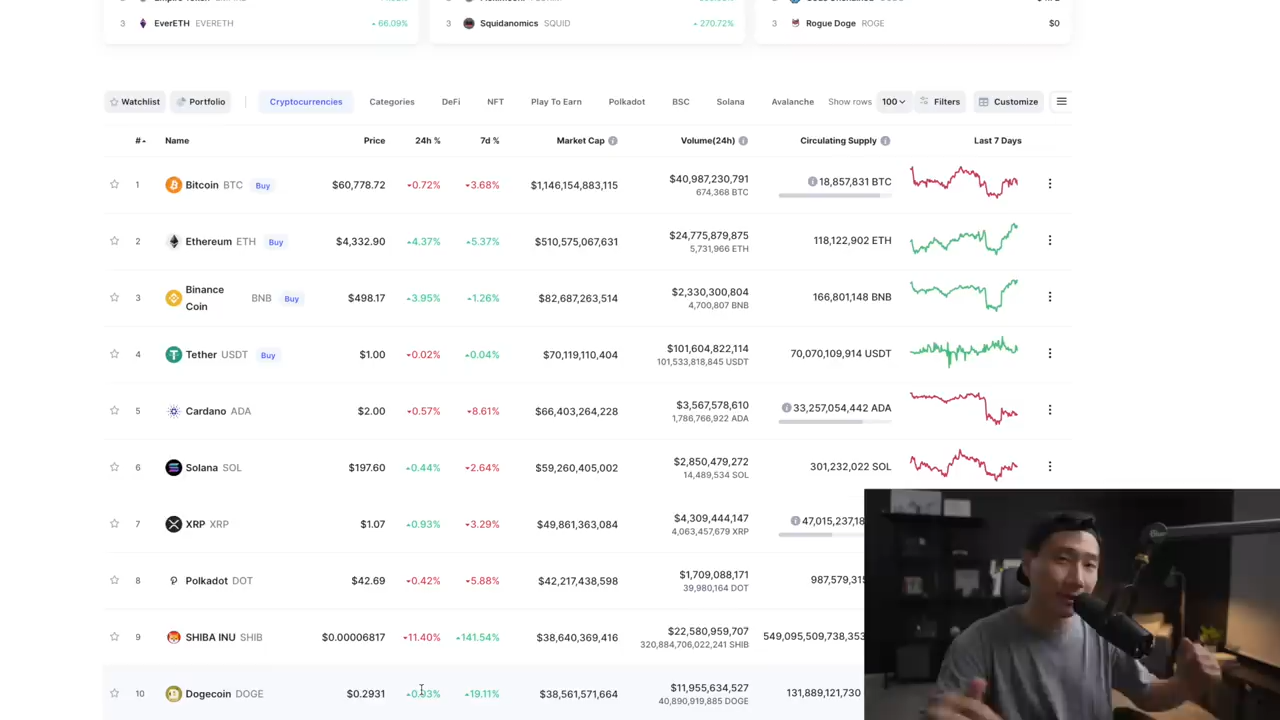 3 EverETH EVERETH 66.09%
3 Squidanomics SQUID 270.72%
3 Rogue Doge ROGE $0
Watchlist Portfolio Cryptocurrencies Categories DeFi NFT Play To Earn Polkadot BSC Solana Avalanche Show rows 100 Filters Customize
# Name Price 24h % 7d % Market Cap Volume(24h) Circulating Supply Last 7 Days
1 Bitcoin BTC Buy $60,778.72 0.72% 3.68% $1,146,154,883,115 $40,987,230,791 18,857,831 BTC
674,368 BTC
2 Ethereum ETH Buy $4,332.90 4.37% 5.37% $510,575,067,631 $24,775,879,875 118,122,902 ETH
5,731,966 ETH
3 Binance Coin BNB Buy $498.17 3.95% 1.26% $82,687,263,514 $2,330,300,804 166,801,148 BNB
4,700,807 BNB
4 Tether USDT Buy $1.00 0.02% 0.04% $70,119,110,404 $101,604,822,114 70,070,109,914 USDT
101,533,818,845 USDT
5 Cardano ADA $2.00 0.57% 8.61% $66,403,264,228 $3,567,578,610 33,257,054,442 ADA
1,786,766,922 ADA
6 Solana SOL $197.60 0.44% 2.64% $59,260,405,002 $2,850,479,272 301,232,022 SOL
14,489,534 SOL
7 XRP XRP $1.07 0.93% 3.29% $49,861,363,084 $4,309,444,147 47,015,237,18
4,063,457,679 XRP
8 Polkadot DOT $42.69 0.42% 5.88% $42,217,438,598 $1,709,088,171 987,579,315
39,980,164 DOT
9 SHIBA INU SHIB $0.00006817 11.40% 141.54% $38,640,369,416 $22,580,959,707 549,095,509,738,353
320,884,706,022,241 SHIB
10 Dogecoin DOGE $0.2931 0.93% 19.11% $38,561,571,664 $11,955,634,527 131,889,121,730
40,890,919,885 DOGE